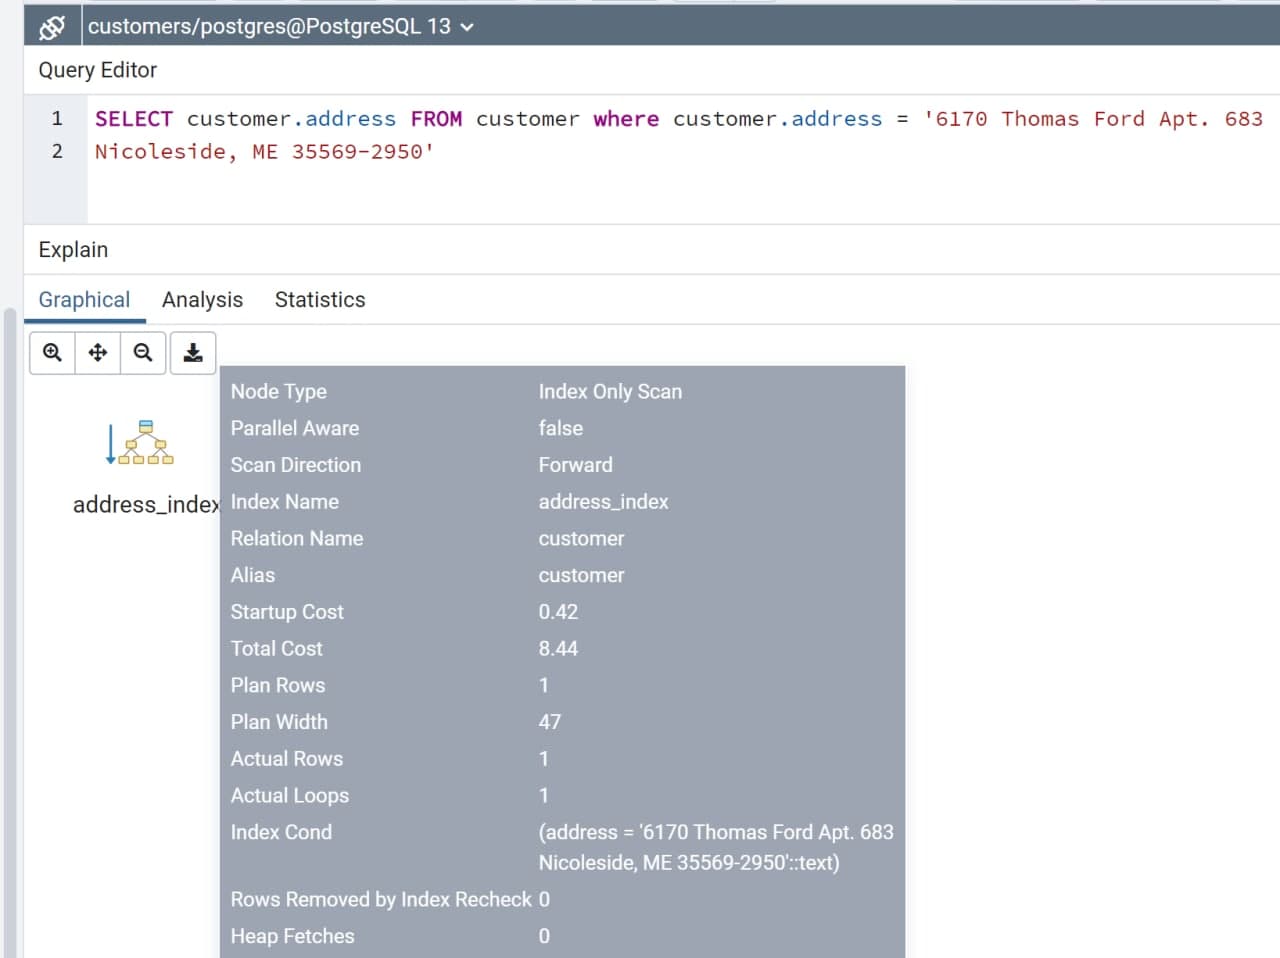 customers/postgres@PostgreSQL 13
Query Editor
1 SELECT customer.address FROM customer where customer.address = '6170 Thomas Ford Apt. 683
2 Nicoleside, ME 35569-2950'
Explain
Graphical Analysis Statistics
address_index
Node Type Index Only Scan
Parallel Aware false
Scan Direction Forward
Index Name address_index
Relation Name customer
Alias customer
Startup Cost 0.42
Total Cost 8.44
Plan Rows 1
Plan Width 47
Actual Rows 1
Actual Loops 1
Index Cond (address = '6170 Thomas Ford Apt. 683
Nicoleside, ME 35569-2950'::text)
Rows Removed by Index Recheck 0
Heap Fetches 0